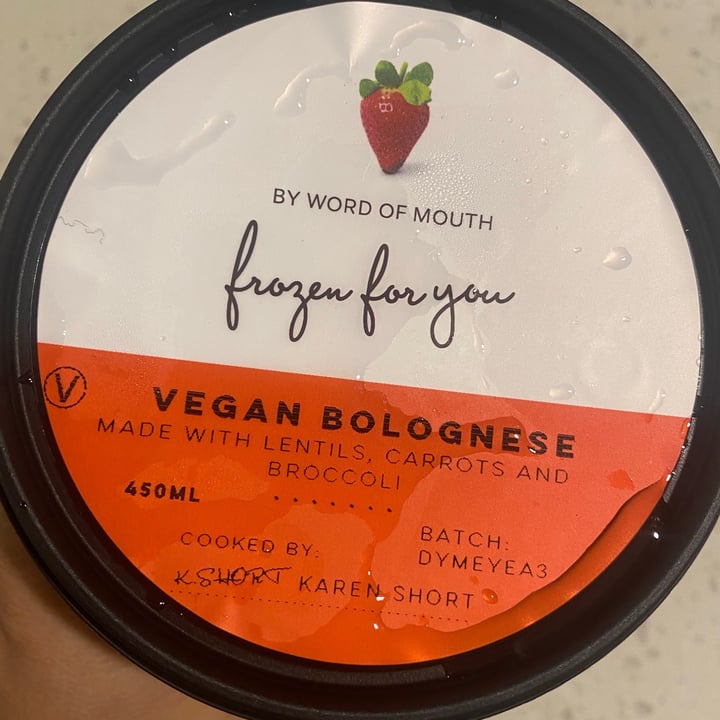 BY WORD OF MOUTH
frozen for you
V
VEGAN BOLOGNESE
MADE WITH LENTILS, CARROTS AND
BROCCOLI
450ML
COOKED BY:
K.SHORT KAREN SHORT
BATCH:
DYMEYEA3